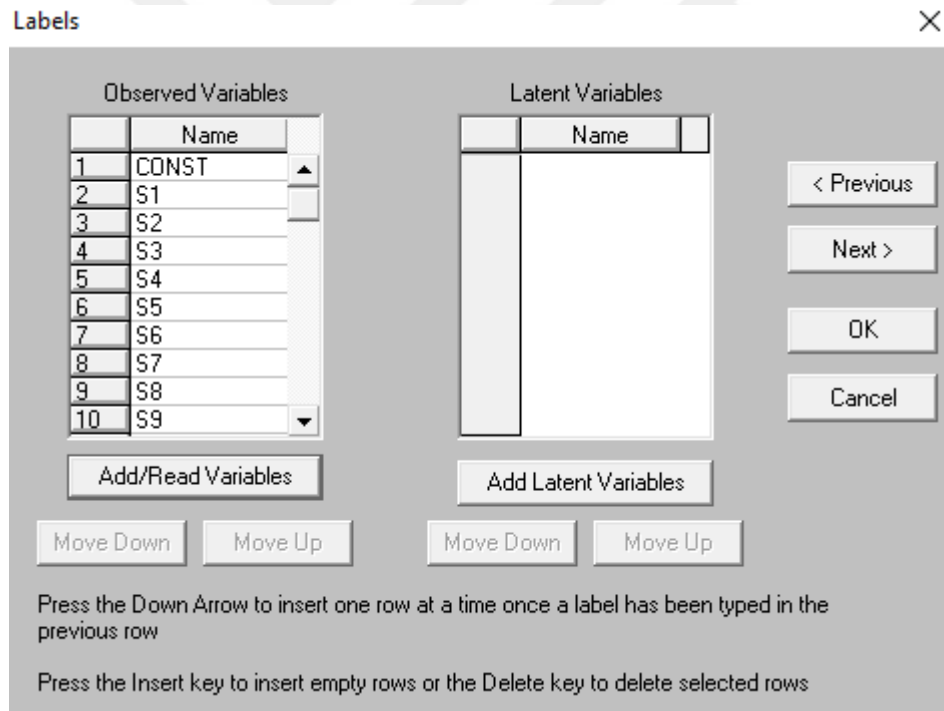 Labels
Observed Variables
Latent Variables
Name
Name
1 CONST
2 S1
3 S2
4 S3
5 S4
6 S5
7 S6
8 S7
9 S8
10 S9
< Previous
Next >
OK
Cancel
Add/Read Variables
Add Latent Variables
Move Down
Move Up
Move Down
Move Up
Press the Down Arrow to insert one row at a time once a label has been typed in the
previous row
Press the Insert key to insert empty rows or the Delete key to delete selected rows